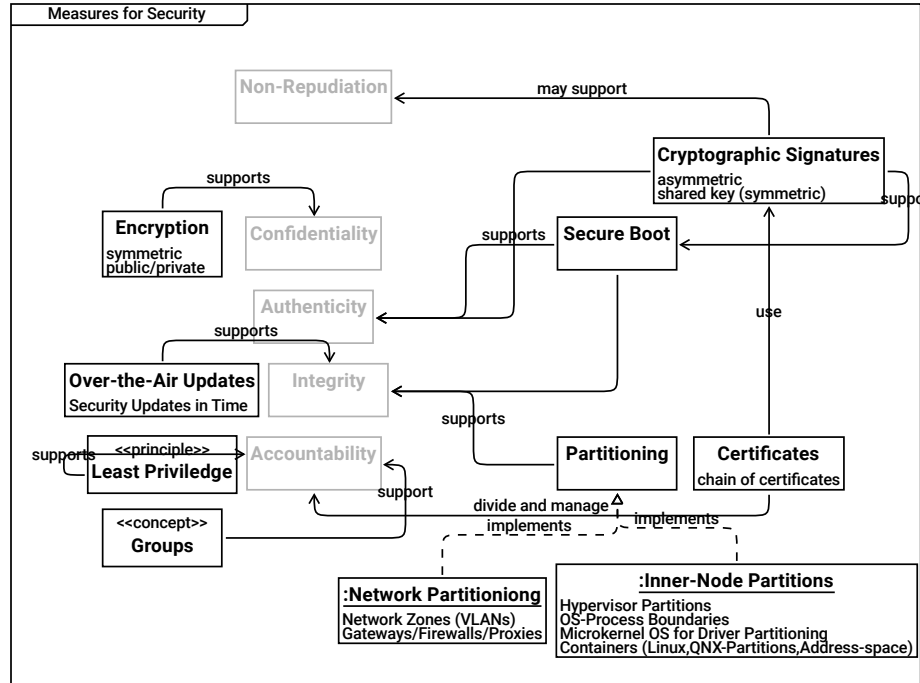 Measures for Security
Non-Repudiation
may support
Cryptographic Signatures
asymmetric
shared key (symmetric)
supports
suppo
Encryption
symmetric
public/private
Confidentiality
supports
Secure Boot
Authenticity
use
supports
Over-the-Air Updates
Security Updates in Time
Integrity
supports
<<principle>>
Least Priviledge
supports
Accountability
Partitioning
Certificates
chain of certificates
support
divide and manage
<<concept>>
Groups
implements
implements
:Network Partitioniong
Network Zones (VLANs)
Gateways/Firewalls/Proxies
:Inner-Node Partitions
Hypervisor Partitions
OS-Process Boundaries
Microkernel OS for Driver Partitioning
Containers (Linux,QNX-Partitions,Address-space)